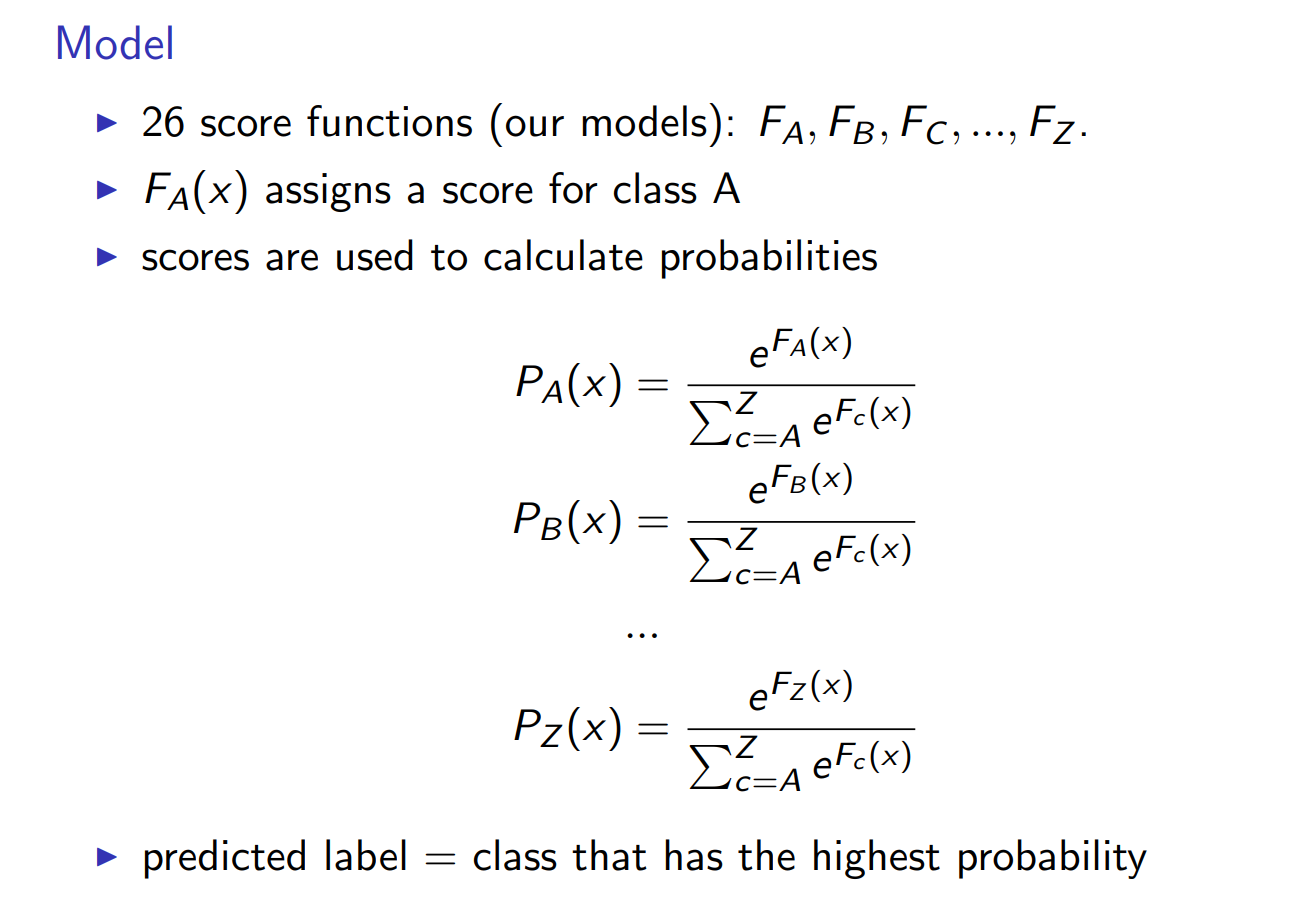 Model
▶ 26 score functions (our models): F_A, F_B, F_C, ..., F_Z.
▶ F_A(x) assigns a score for class A
▶ scores are used to calculate probabilities
P_A(x) = \frac{e^{F_A(x)}}{\sum_{c=A}^{Z} e^{F_c(x)}}
P_B(x) = \frac{e^{F_B(x)}}{\sum_{c=A}^{Z} e^{F_c(x)}}
...
P_Z(x) = \frac{e^{F_Z(x)}}{\sum_{c=A}^{Z} e^{F_c(x)}}
▶ predicted label = class that has the highest probability